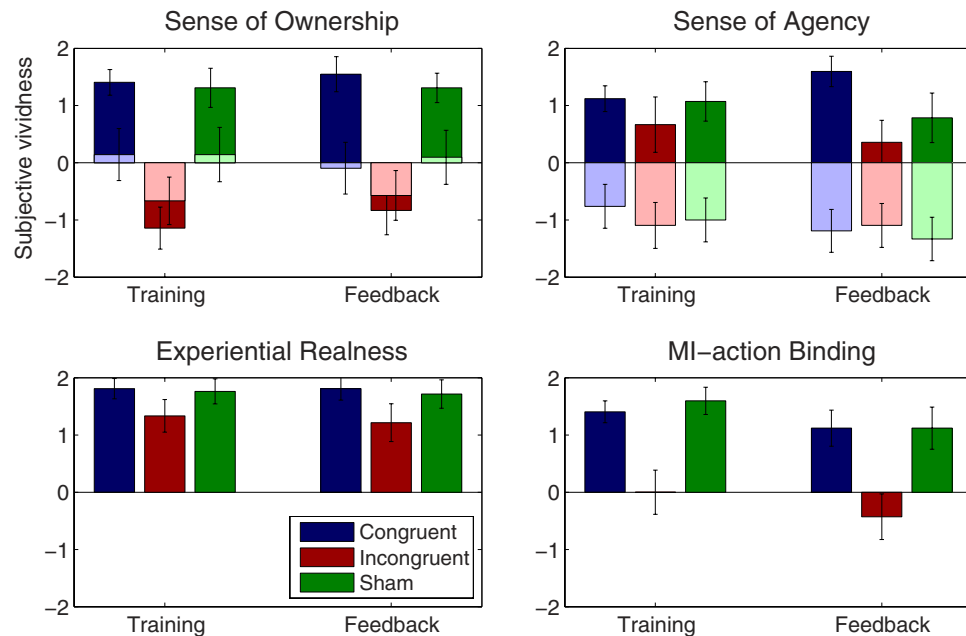 Sense of Ownership
Sense of Agency
Subjective vividness
2
1
0
−1
−2
Training
Feedback
2
1
0
−1
−2
Training
Feedback
Experiential Realness
MI−action Binding
2
1
0
−1
−2
Congruent
Incongruent
Sham
Training
Feedback
2
1
0
−1
−2
Training
Feedback